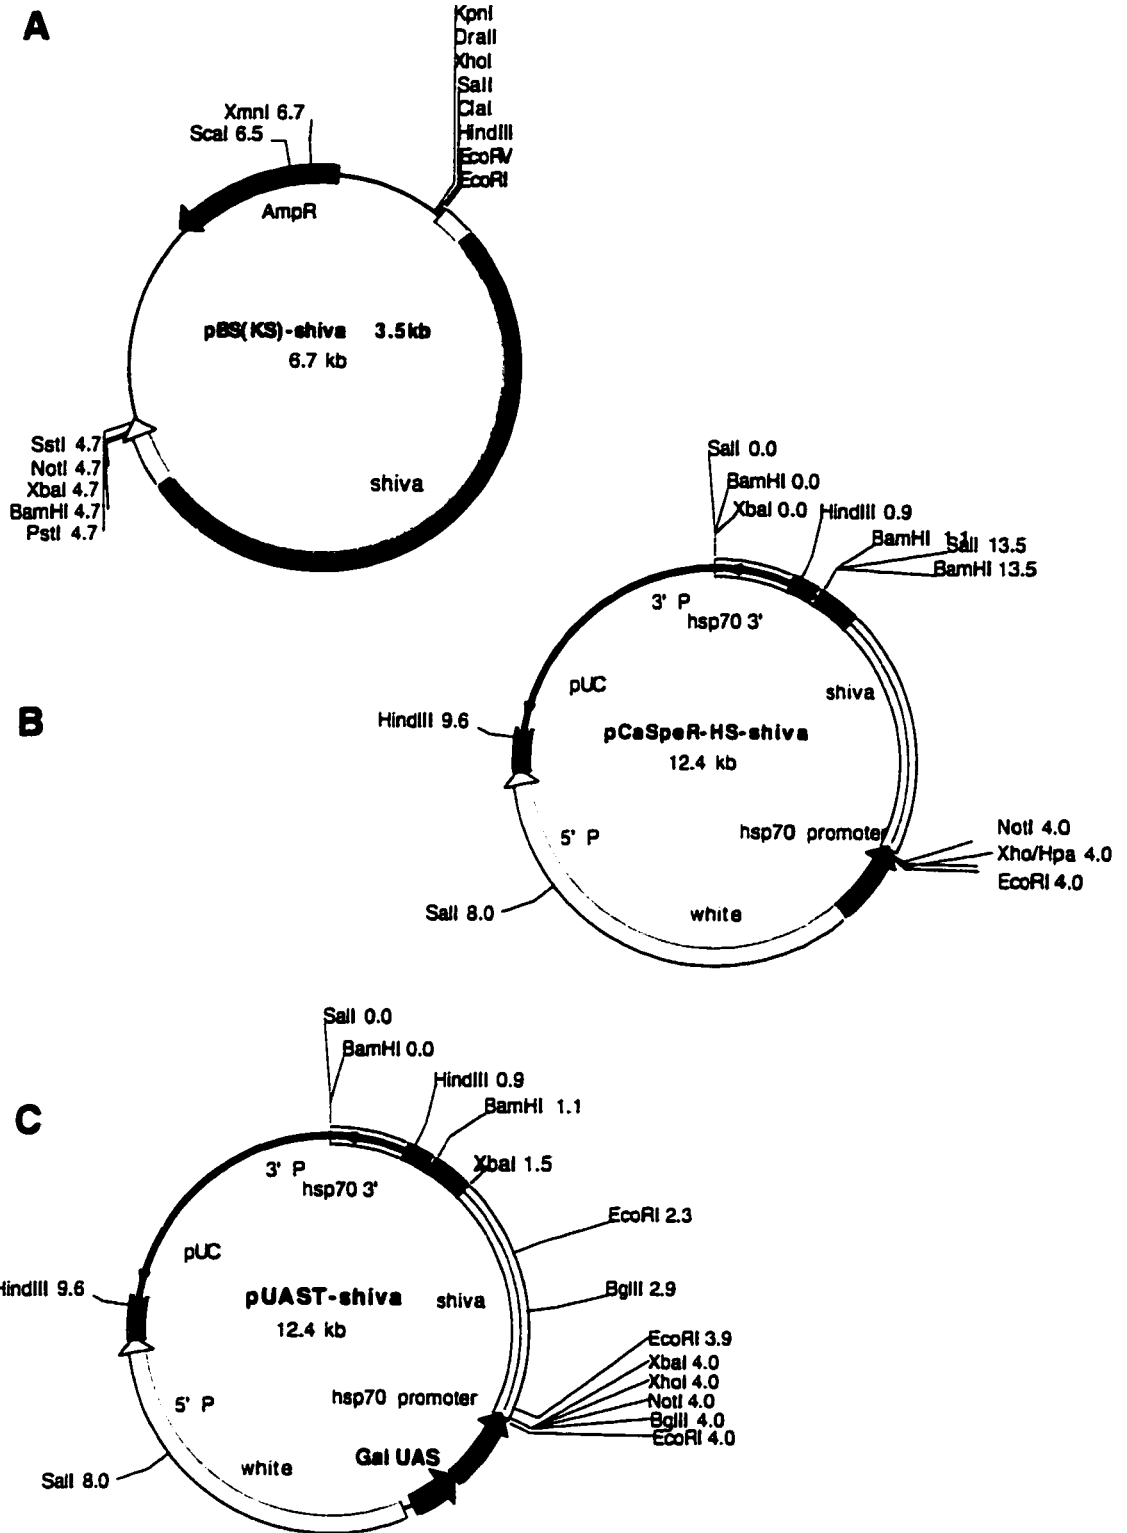 A
KpnI
DraII
XhoI
SalI
ClaI
HindIII
EcoRV
EcoRI
XmnI 6.7
ScaI 6.5
AmpR
pBS(KS)-shiva 3.5kb
6.7 kb
SstI 4.7
NotI 4.7
XbaI 4.7
BamHI 4.7
PstI 4.7
shiva
B
SalI 0.0
BamHI 0.0
XbaI 0.0
HindIII 0.9
BamHI 1.1
SalI 13.5
BamHI 13.5
3' P
hsp70 3'
pUC
shiva
HindIII 9.6
pCaSpeR-HS-shiva
12.4 kb
5' P
hsp70 promoter
NotI 4.0
Xho/Hpa 4.0
EcoRI 4.0
SalI 8.0
white
C
SalI 0.0
BamHI 0.0
HindIII 0.9
BamHI 1.1
XbaI 1.5
3' P
hsp70 3'
EcoRI 2.3
pUC
HindIII 9.6
pUAST-shiva
shiva
BglII 2.9
12.4 kb
EcoRI 3.9
XbaI 4.0
XhoI 4.0
NotI 4.0
BglII 4.0
EcoRI 4.0
5' P
hsp70 promoter
Gal UAS
white
SalI 8.0